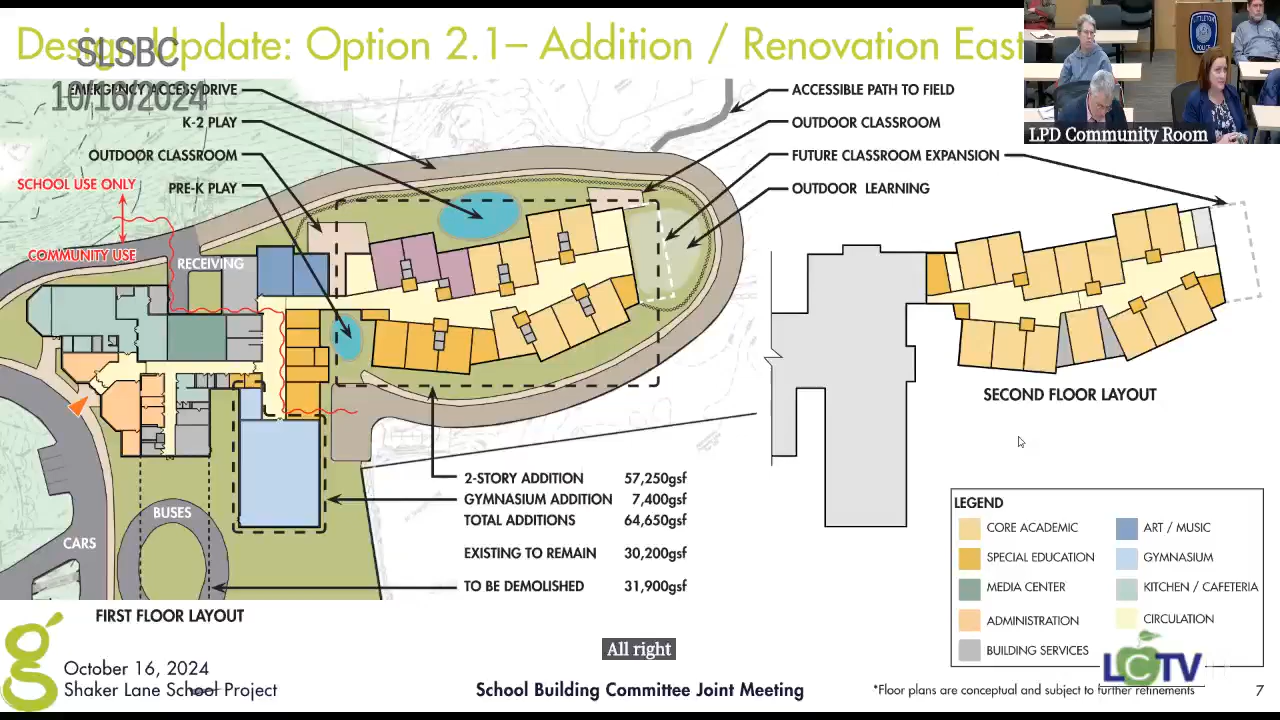 Design Update: Option 2.1– Addition / Renovation East
SLSBC
10/16/2024
EMERGENCY ACCESS DRIVE
K-2 PLAY
OUTDOOR CLASSROOM
PRE-K PLAY
SCHOOL USE ONLY
COMMUNITY USE
RECEIVING
ACCESSIBLE PATH TO FIELD
OUTDOOR CLASSROOM
FUTURE CLASSROOM EXPANSION
OUTDOOR LEARNING
LITTLETON
POLICE
LPD Community Room
SECOND FLOOR LAYOUT
2-STORY ADDITION 57,250gsf
GYMNASIUM ADDITION 7,400gsf
TOTAL ADDITIONS 64,650gsf
EXISTING TO REMAIN 30,200gsf
TO BE DEMOLISHED 31,900gsf
BUSES
CARS
FIRST FLOOR LAYOUT
LEGEND
CORE ACADEMIC
SPECIAL EDUCATION
MEDIA CENTER
ADMINISTRATION
BUILDING SERVICES
ART / MUSIC
GYMNASIUM
KITCHEN / CAFETERIA
CIRCULATION
All right
g
October 16, 2024
Shaker Lane School Project
School Building Committee Joint Meeting
LCTV
*Floor plans are conceptual and subject to further refinements
7